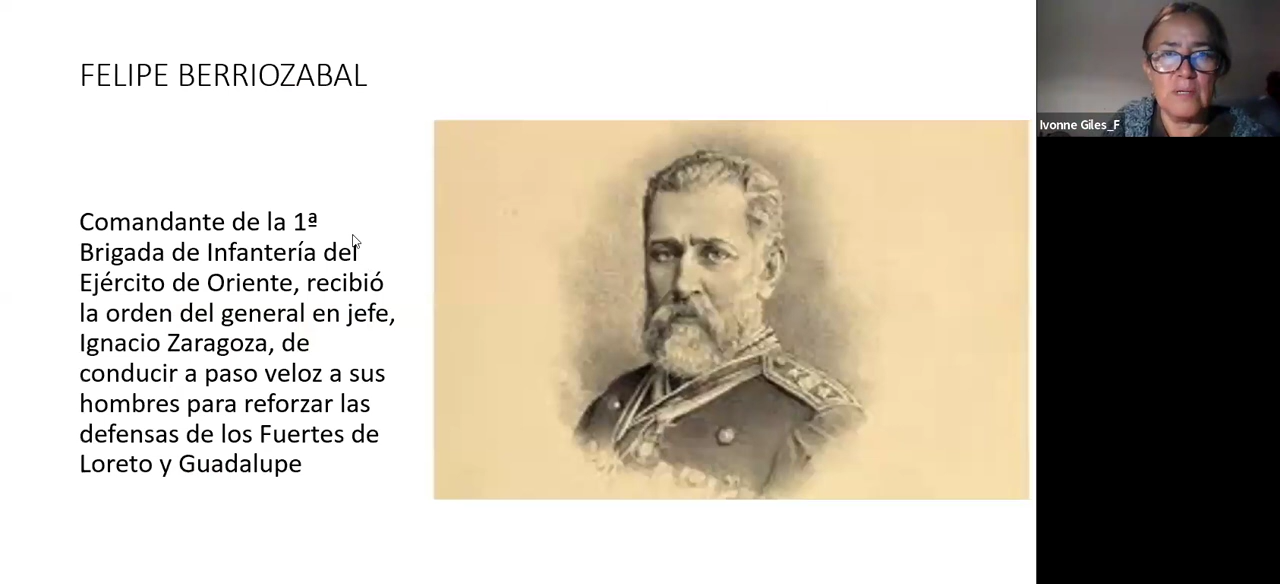 FELIPE BERRIOZABAL
Comandante de la 1ª
Brigada de Infantería del
Ejército de Oriente, recibió
la orden del general en jefe,
Ignacio Zaragoza, de
conducir a paso veloz a sus
hombres para reforzar las
defensas de los Fuertes de
Loreto y Guadalupe
Ivonne Giles_F